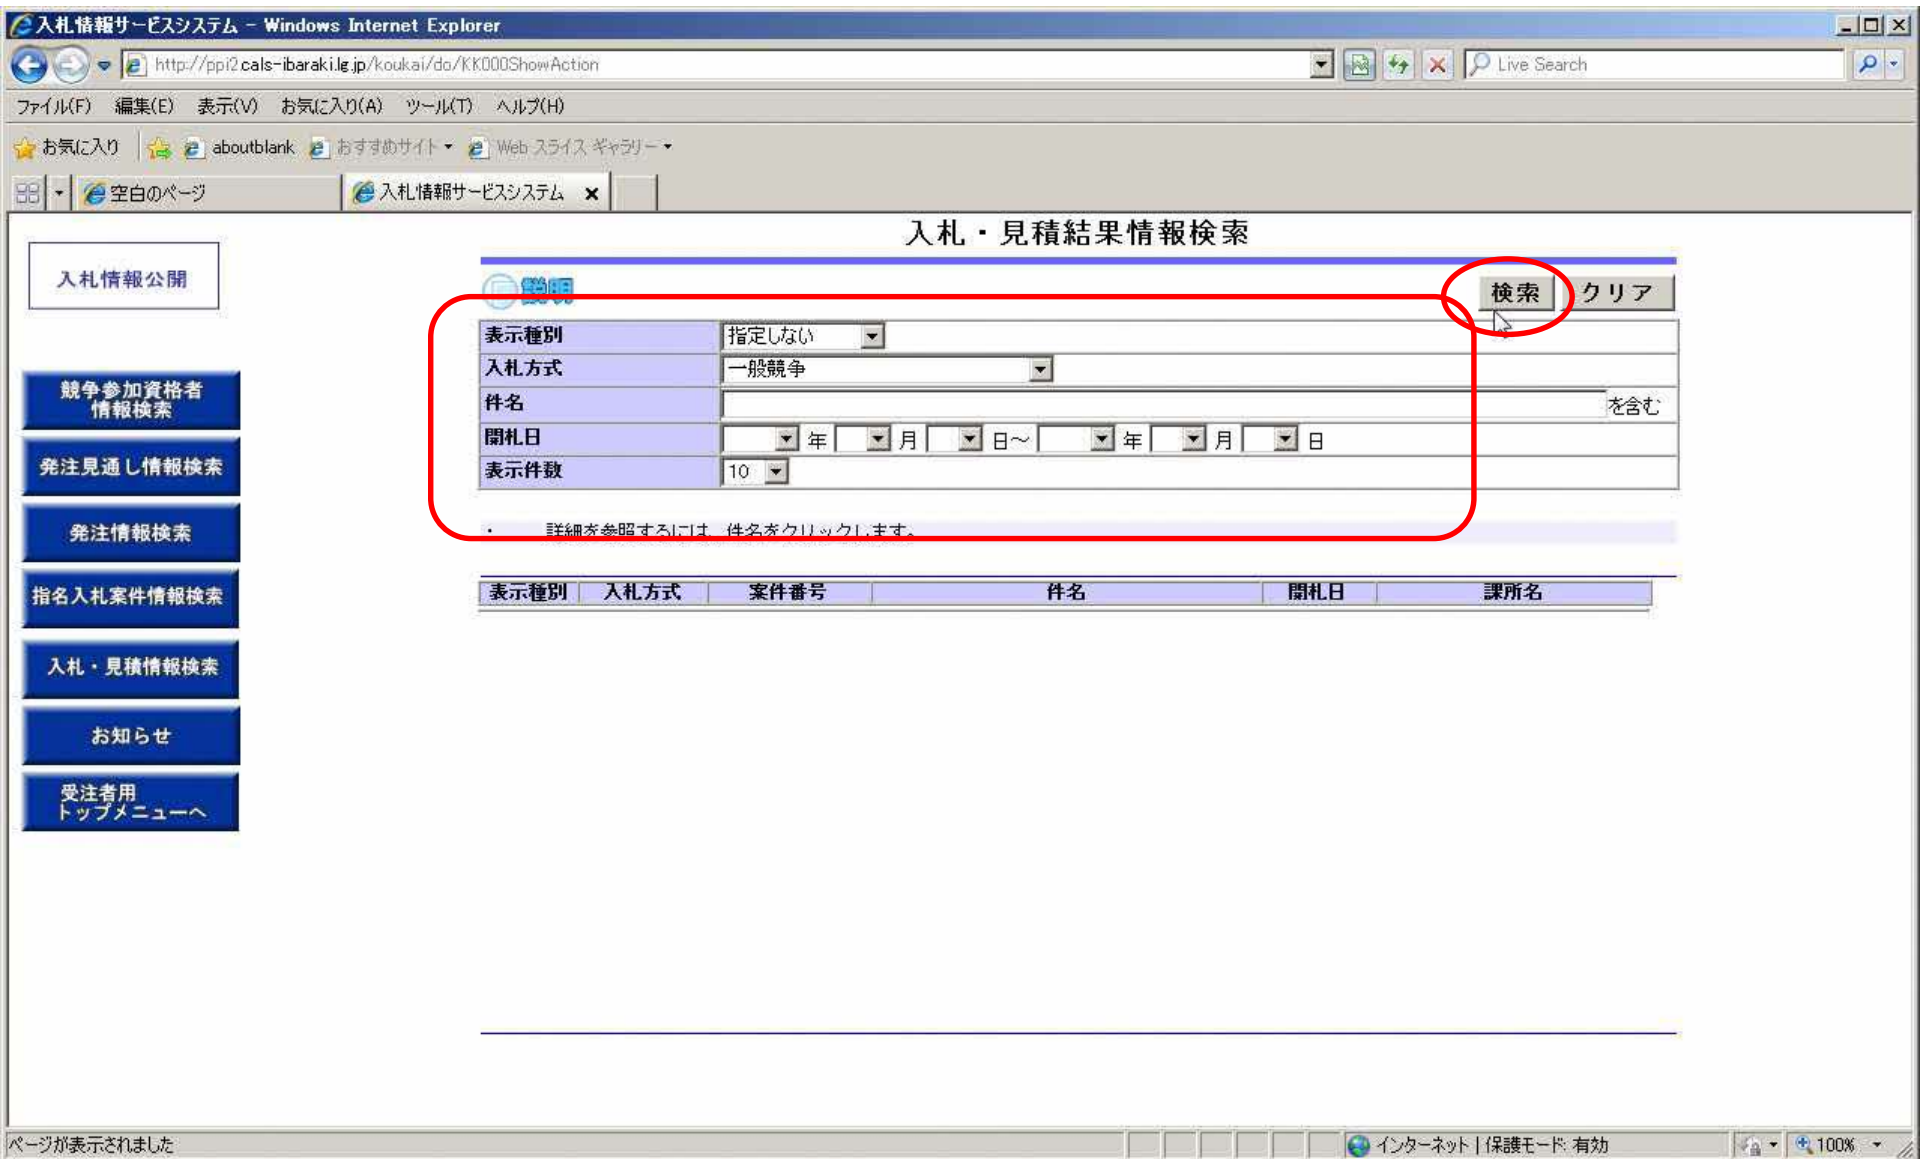 入札情報サービスシステム - Windows Internet Explorer
http://ppi2.cals-ibaraki.lg.jp/koukai/do/KK000ShowAction
Live Search
ファイル(F) 編集(E) 表示(V) お気に入り(A) ツール(T) ヘルプ(H)
お気に入り aboutblank おすすめサイト Web スライス ギャラリー
空白のページ 入札情報サービスシステム
入札・見積結果情報検索
入札情報公開
説明
検索 クリア
表示種別 指定しない
入札方式 一般競争
件名 を含む
開札日 年 月 日～ 年 月 日
表示件数 10
・ 詳細を参照するには、件名をクリックします。
表示種別 入札方式 案件番号 件名 開札日 課所名
競争参加資格者
情報検索
発注見通し情報検索
発注情報検索
指名入札案件情報検索
入札・見積情報検索
お知らせ
受注者用
トップメニューへ
ページが表示されました
インターネット | 保護モード: 有効
100%